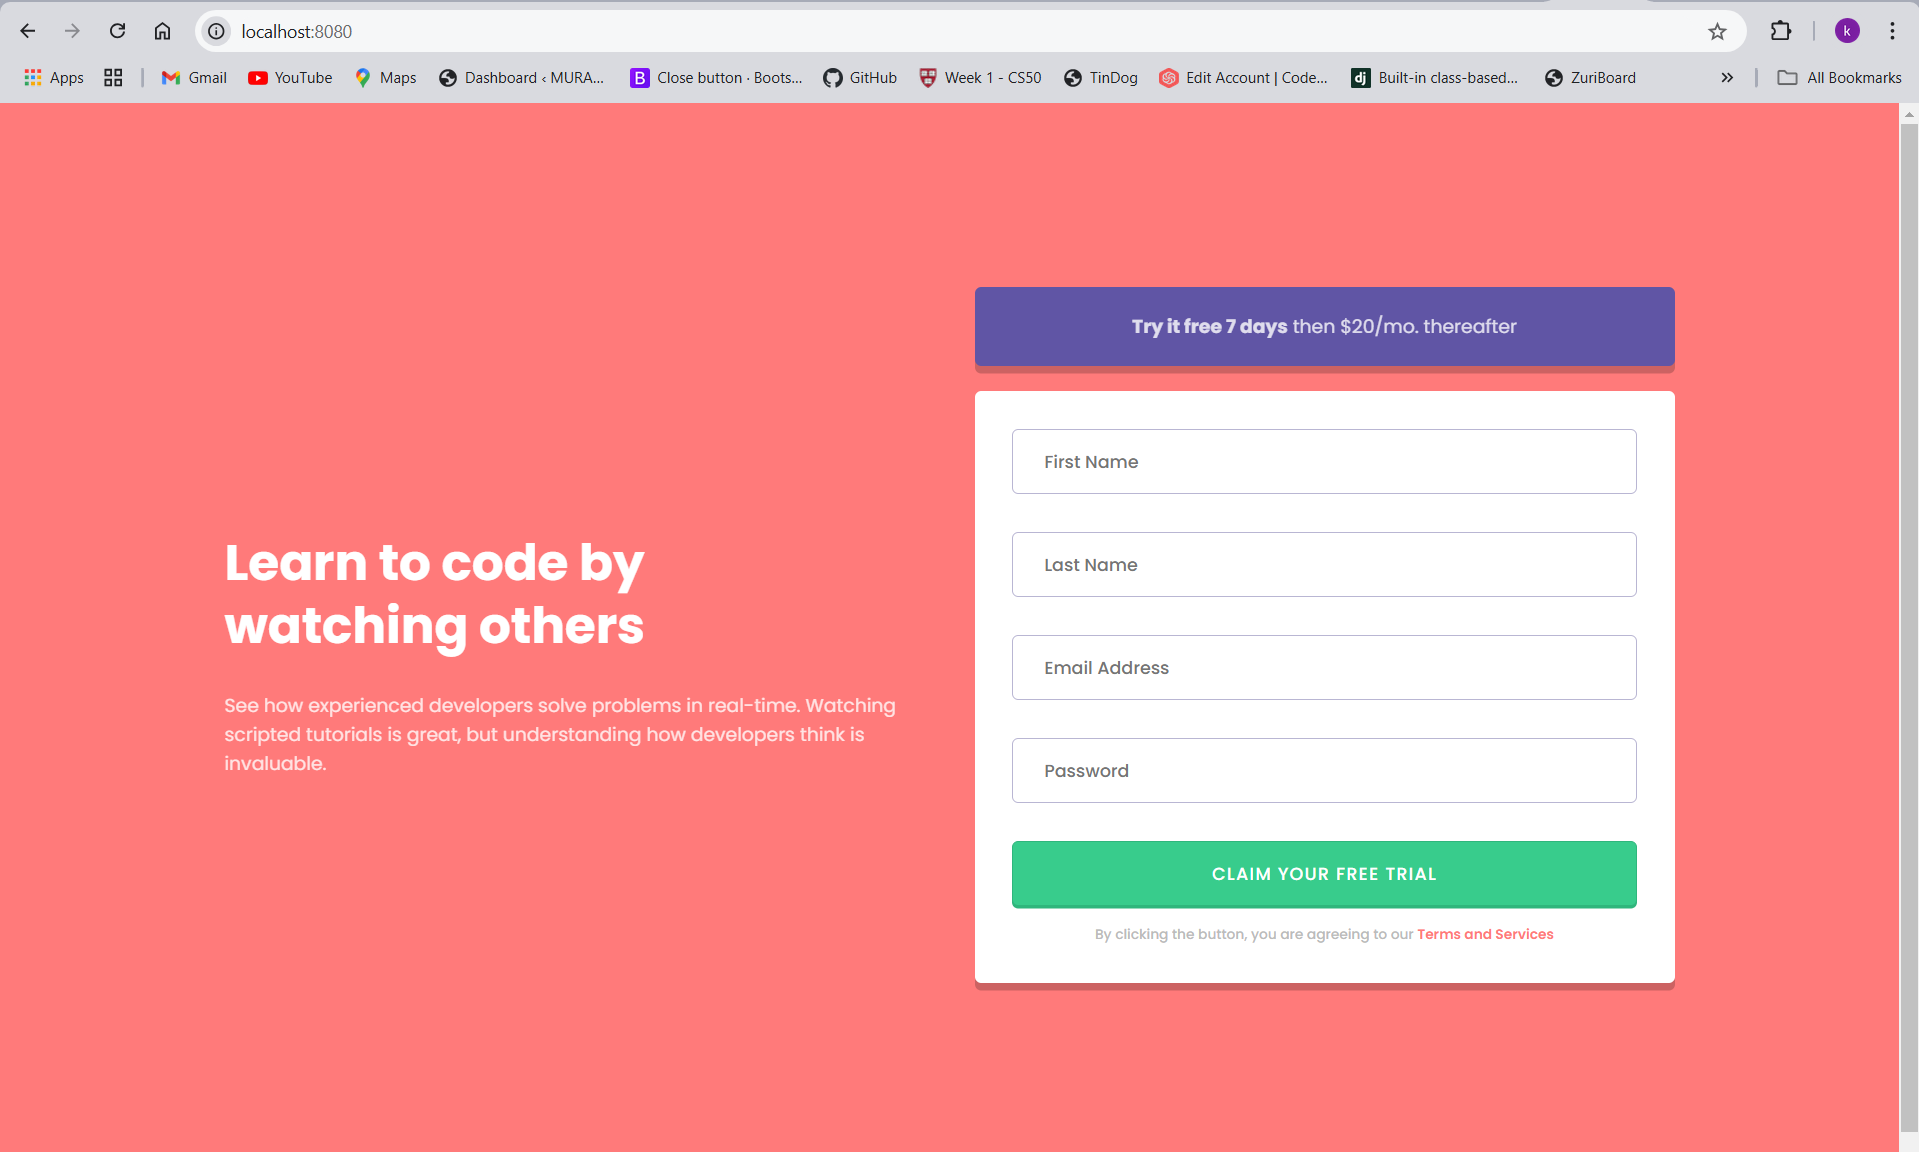 localhost:8080
k
Apps
Gmail
YouTube
Maps
Dashboard ‹ MURA...
B Close button · Boots...
GitHub
Week 1 - CS50
TinDog
Edit Account | Code...
dj Built-in class-based...
ZuriBoard
»
All Bookmarks
Try it free 7 days then $20/mo. thereafter
First Name
Last Name
Learn to code by
watching others
Email Address
See how experienced developers solve problems in real-time. Watching
scripted tutorials is great, but understanding how developers think is
invaluable.
Password
CLAIM YOUR FREE TRIAL
By clicking the button, you are agreeing to our Terms and Services